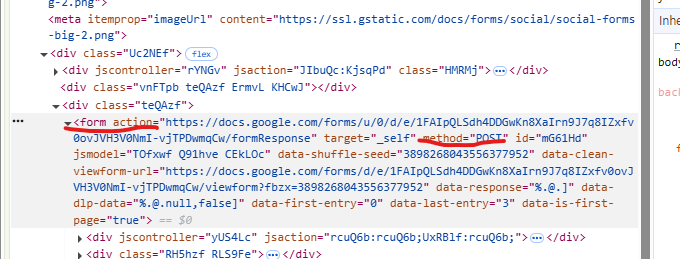 g-2.png">
<meta itemprop="imageUrl" content="https://ssl.gstatic.com/docs/forms/social/social-forms
-big-2.png">
<div class="Uc2NEf"> flex
<div jscontroller="rYNGv" jsaction="JIbuQc:KjsqPd" class="HMRMj"> </div>
<div class="vnFTpb teQAzf ErmvL KHCwJ"></div>
<div class="teQAzf">
<form action="https://docs.google.com/forms/u/0/d/e/1FAIpQLSdh4DDGwKn8XaIrn9J7q8IZxfv
0ovJVH3V0NmI-vjTPDwmqCw/formResponse" target="_self" method="POST" id="mG61Hd"
jsmodel="TOfxwf Q91hve CEkLOc" data-shuffle-seed="3898268043556377952" data-clean-
viewform-url="https://docs.google.com/forms/d/e/1FAIpQLSdh4DDGwKn8XaIrn9J7q8IZxfv0ovJ
VH3V0NmI-vjTPDwmqCw/viewform?fbzx=3898268043556377952" data-response="%.@.]" data-
dlp-data="%.@.null,false]" data-first-entry="0" data-last-entry="3" data-is-first-
page="true"> == $0
<div jscontroller="yUS4Lc" jsaction="rcuQ6b:rcuQ6b;UxRBlf:rcuQ6b;"> </div>
<div class="RH5hzf RLS9Fe"> </div>
Inhe
body